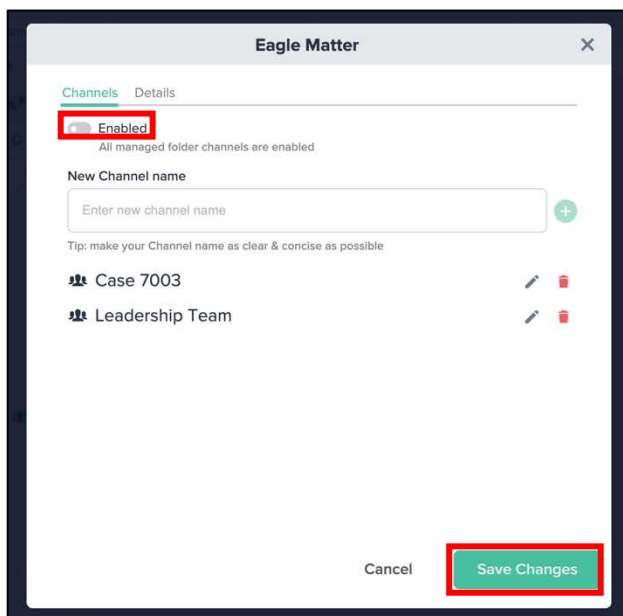 Eagle Matter
Channels Details
Enabled
All managed folder channels are enabled
New Channel name
Enter new channel name
Tip: make your Channel name as clear & concise as possible
Case 7003
Leadership Team
Cancel Save Changes